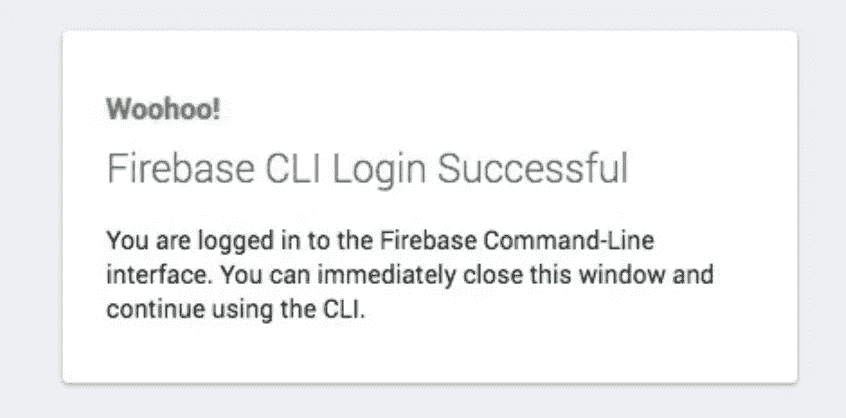 Woohoo!
Firebase CLI Login Successful
You are logged in to the Firebase Command-Line
interface. You can immediately close this window and
continue using the CLI.